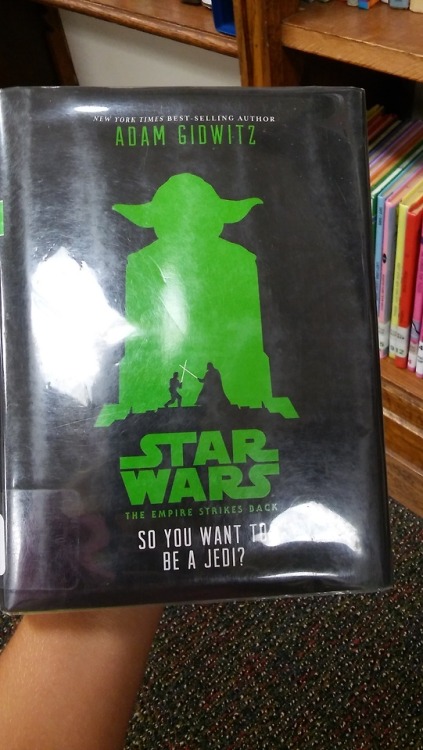 NEW YORK TIMES BEST-SELLING AUTHOR
ADAM GIDWITZ
STAR
WARS
THE EMPIRE STRIKES BACK
SO YOU WANT TO
BE A JEDI?